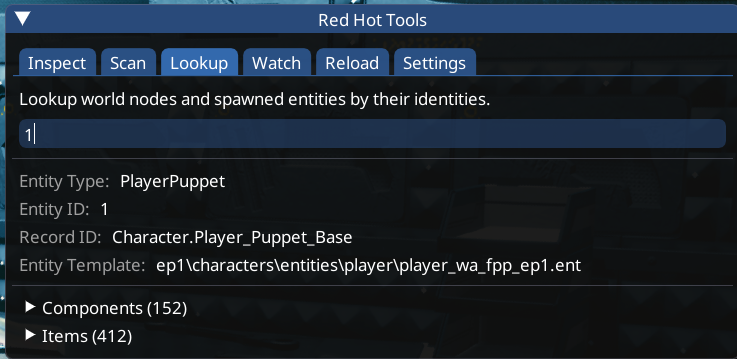 Red Hot Tools
Inspect Scan Lookup Watch Reload Settings
Lookup world nodes and spawned entities by their identities.
1
Entity Type: PlayerPuppet
Entity ID: 1
Record ID: Character.Player_Puppet_Base
Entity Template: ep1\characters\entities\player\player_wa_fpp_ep1.ent
Components (152)
Items (412)